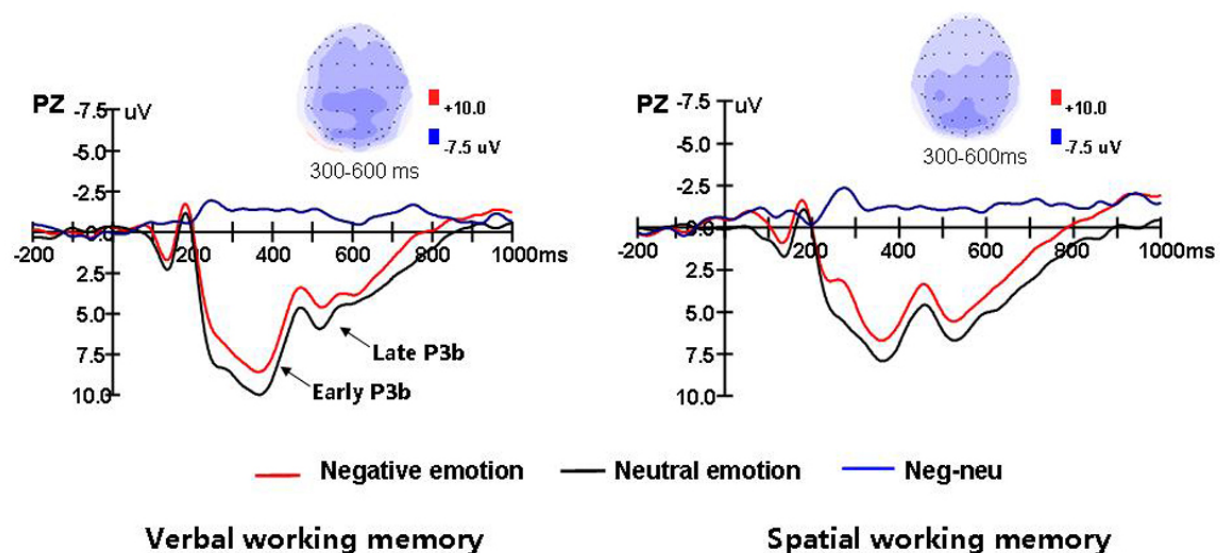 PZ -7.5 uV
-5.0
-2.5
-200 200 400 600 800 1000ms
2.5
5.0
7.5
10.0
+10.0
-7.5 uV
300-600 ms
Late P3b
Early P3b
PZ -7.5 uV
-5.0
-2.5
-200 0.0 200 400 600 800 1000ms
2.5
5.0
7.5
10.0
+10.0
-7.5 uV
300-600ms
Negative emotion Neutral emotion Neg-neu
Verbal working memory Spatial working memory